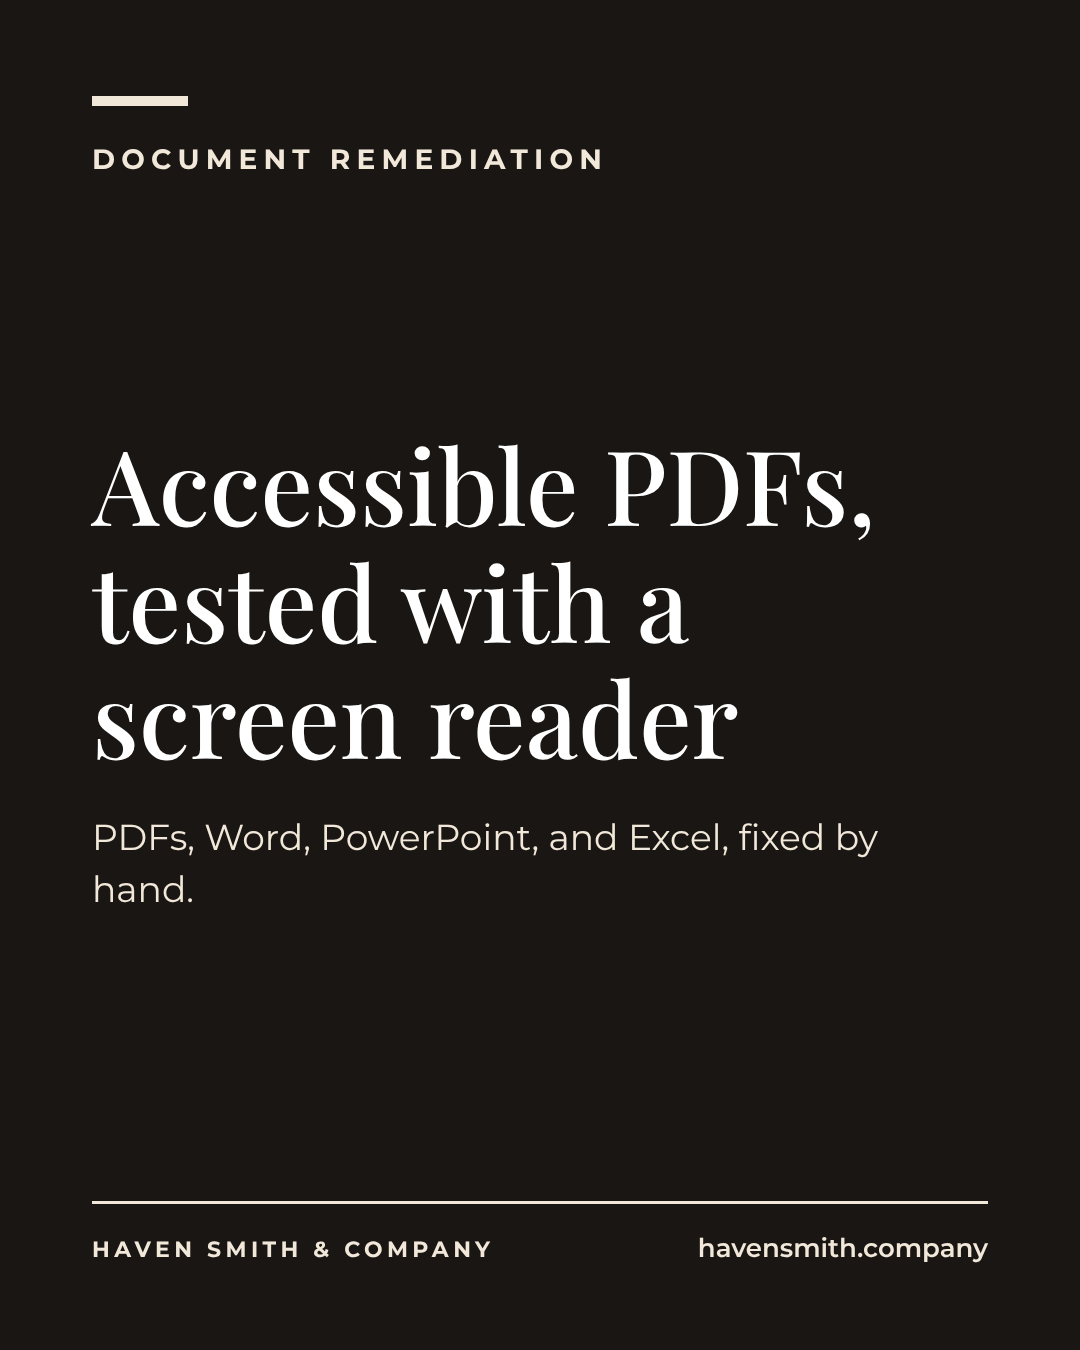 DOCUMENT REMEDIATION
Accessible PDFs,
tested with a
screen reader
PDFs, Word, PowerPoint, and Excel, fixed by
hand.
HAVEN SMITH & COMPANY
havensmith.company